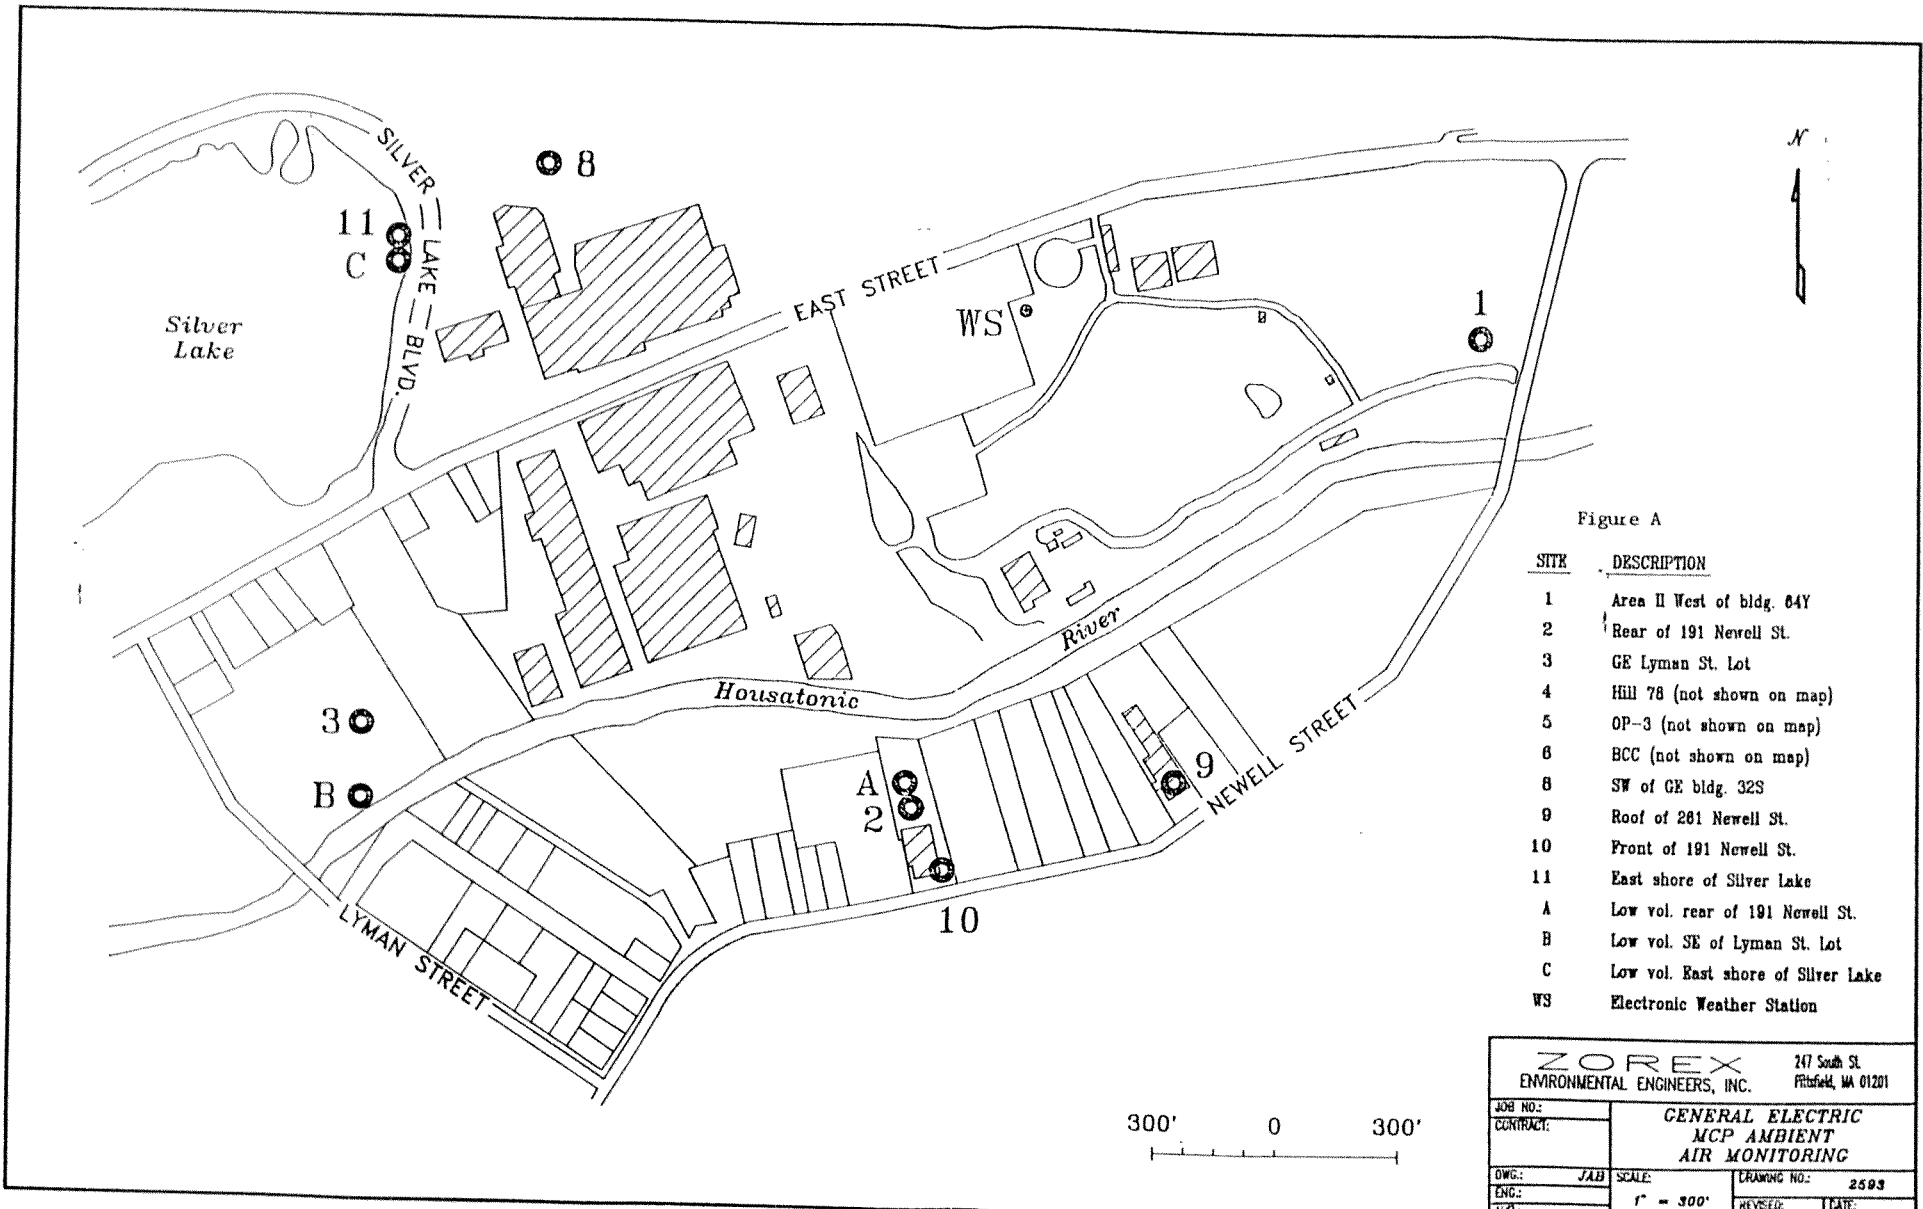 N
SILVER LAKE BLVD.
8
11
C
Silver
Lake
EAST STREET
WS
1
River
Housatonic
3
B
A
2
9
10
NEWELL STREET
LYMAN STREET
Figure A
SITE DESCRIPTION
1 Area II West of bldg. 64Y
2 Rear of 191 Newell St.
3 GE Lyman St. Lot
4 Hill 78 (not shown on map)
5 OP-3 (not shown on map)
6 BCC (not shown on map)
8 SW of GE bldg. 32S
9 Roof of 261 Newell St.
10 Front of 191 Newell St.
11 East shore of Silver Lake
A Low vol. rear of 191 Newell St.
B Low vol. SE of Lyman St. Lot
C Low vol. East shore of Silver Lake
WS Electronic Weather Station
300' 0 300'
ZOREX
ENVIRONMENTAL ENGINEERS, INC.
247 South St.
Pittsfield, MA 01201
JOB NO.:
CONTRACT:
GENERAL ELECTRIC
MCP AMBIENT
AIR MONITORING
DWG.: JAB
ENG.:
SCALE:
1" = 300'
DRAWING NO.: 2593
REVISED: DATE: